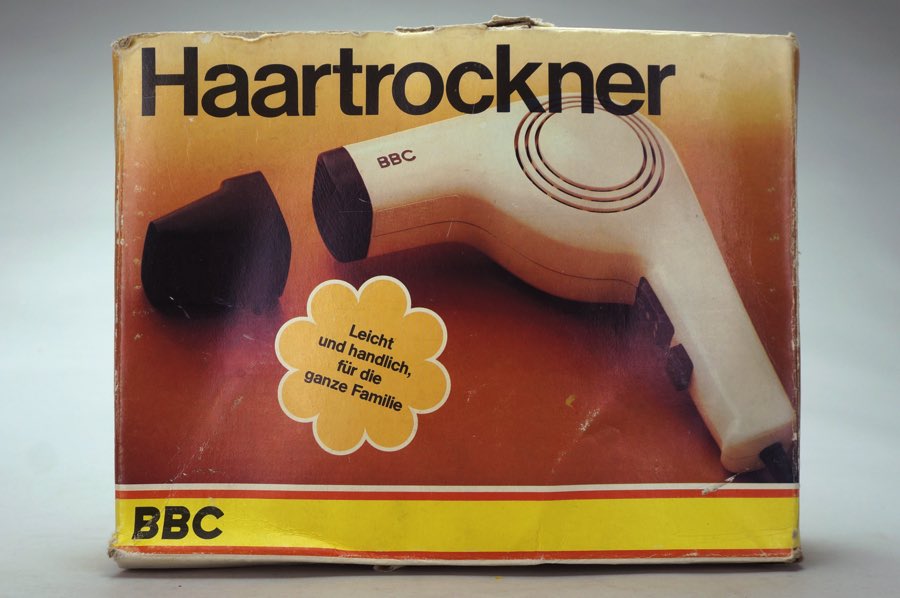 Haartrockner
BBC
Leicht
und handlich,
für die
ganze Familie
BBC